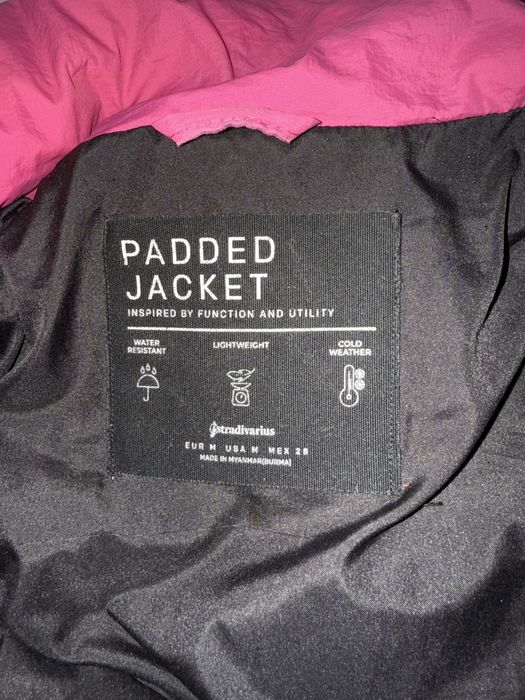 PADDED
JACKET
INSPIRED BY FUNCTION AND UTILITY
WATER RESISTANT
LIGHTWEIGHT
COLD WEATHER
stradivarius
EUR M USA M MEX 28
MADE IN MYANMAR(BURMA)